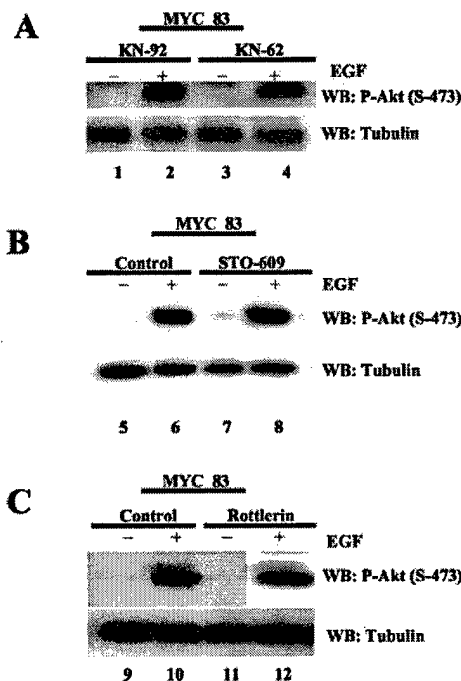 A
MYC 83
KN-92 KN-62
− + − + EGF
WB: P-Akt (S-473)
WB: Tubulin
1 2 3 4
B
MYC 83
Control STO-609
− + − + EGF
WB: P-Akt (S-473)
WB: Tubulin
5 6 7 8
C
MYC 83
Control Rottlerin
− + − + EGF
WB: P-Akt (S-473)
WB: Tubulin
9 10 11 12